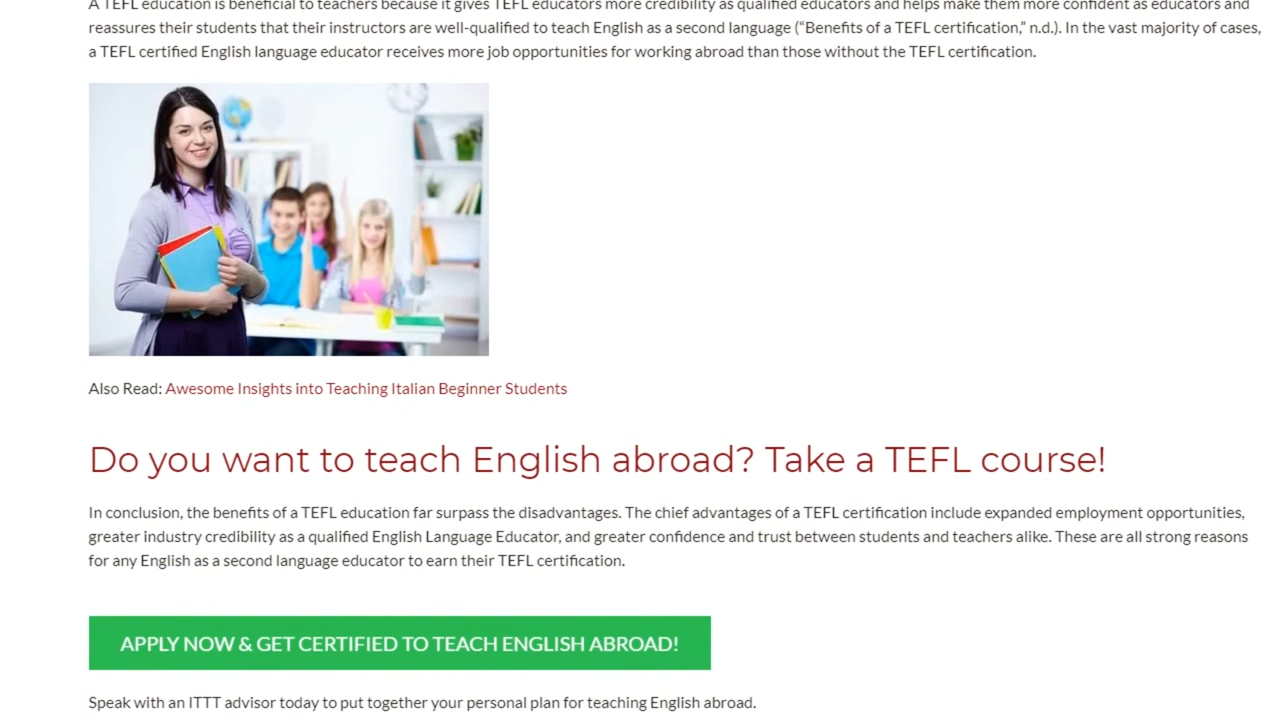 A TEFL education is beneficial to teachers because it gives TEFL educators more credibility as qualified educators and helps make them more confident as educators and
reassures their students that their instructors are well-qualified to teach English as a second language (“Benefits of a TEFL certification,” n.d.). In the vast majority of cases,
a TEFL certified English language educator receives more job opportunities for working abroad than those without the TEFL certification.
Also Read: Awesome Insights into Teaching Italian Beginner Students
Do you want to teach English abroad? Take a TEFL course!
In conclusion, the benefits of a TEFL education far surpass the disadvantages. The chief advantages of a TEFL certification include expanded employment opportunities,
greater industry credibility as a qualified English Language Educator, and greater confidence and trust between students and teachers alike. These are all strong reasons
for any English as a second language educator to earn their TEFL certification.
APPLY NOW & GET CERTIFIED TO TEACH ENGLISH ABROAD!
Speak with an ITTT advisor today to put together your personal plan for teaching English abroad.